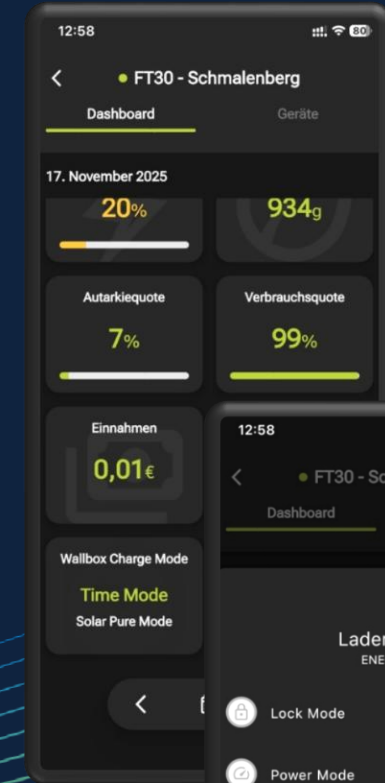 12:58
80
FT30 - Schmalenberg
Dashboard Geräte
17. November 2025
20% 934g
Autarkiequote Verbrauchsquote
7% 99%
Einnahmen
0,01€
Wallbox Charge Mode
Time Mode
Solar Pure Mode
12:58
FT30 - Sc
Dashboard
Lader
ENE
Lock Mode
Power Mode